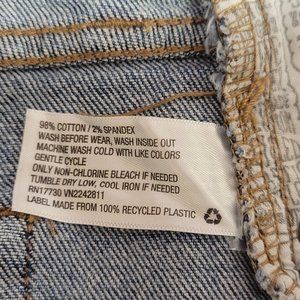 98% COTTON / 2% SPANDEX
WASH BEFORE WEAR, WASH INSIDE OUT
MACHINE WASH COLD WITH LIKE COLORS
GENTLE CYCLE
ONLY NON-CHLORINE BLEACH IF NEEDED
TUMBLE DRY LOW, COOL IRON IF NEEDED
RN17730 VN2242811
LABEL MADE FROM 100% RECYCLED PLASTIC